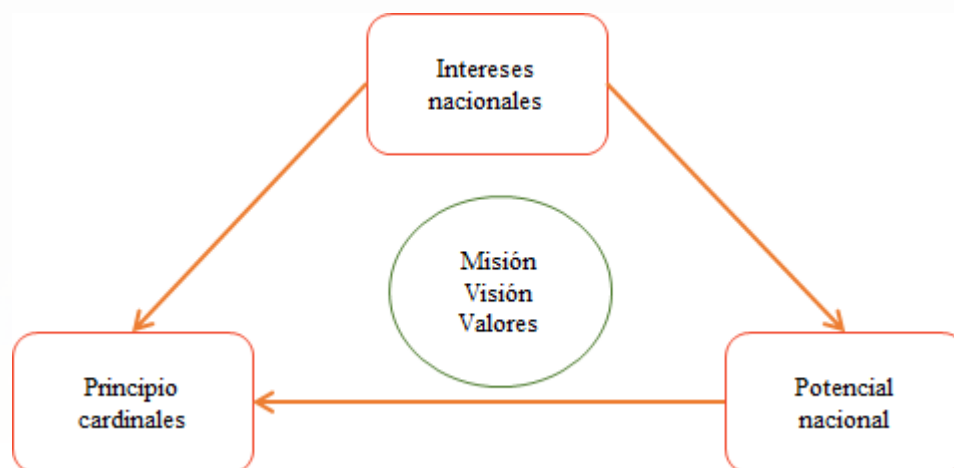 Intereses
nacionales
Misión
Visión
Valores
Principio
cardinales
Potencial
nacional